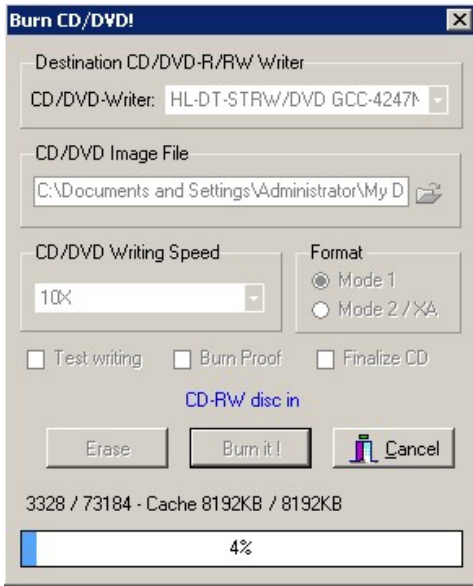 Burn CD/DVD!
Destination CD/DVD-R/RW Writer
CD/DVD-Writer: HL-DT-STRW/DVD GCC-4247N
CD/DVD Image File
C:\Documents and Settings\Administrator\My D
CD/DVD Writing Speed
Format
10X
Mode 1
Mode 2 / XA
Test writing Burn Proof Finalize CD
CD-RW disc in
Erase Burn it ! Cancel
3328 / 73184 - Cache 8192KB / 8192KB
4%